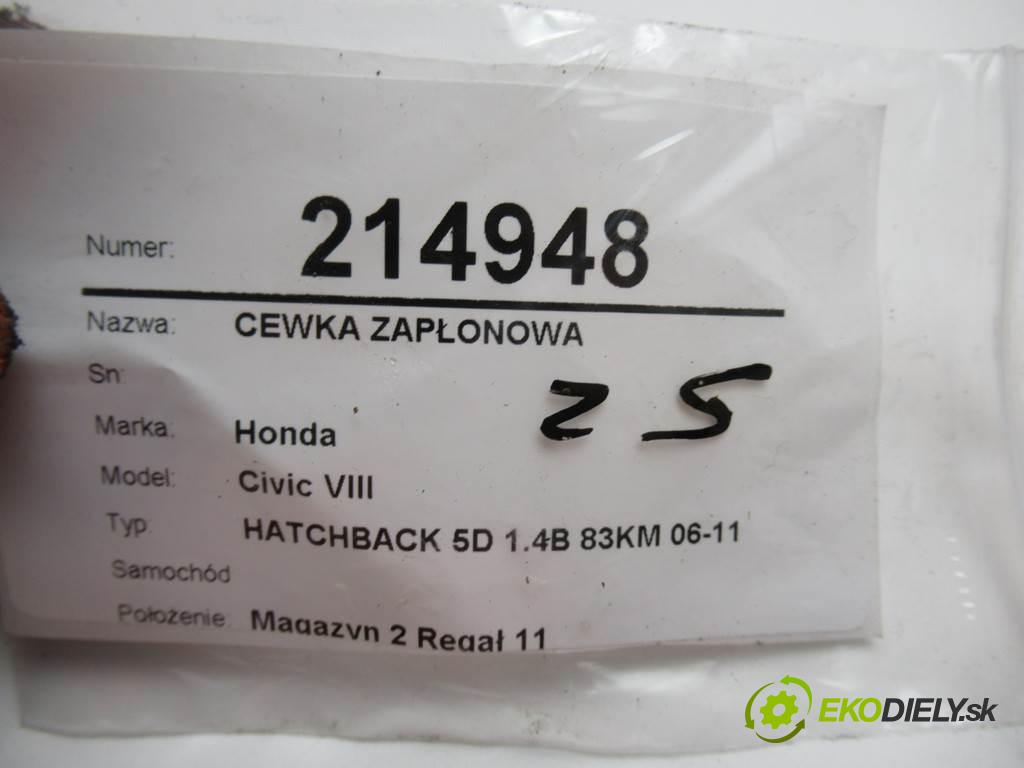 Numer: 214948
Nazwa: CEWKA ZAPŁONOWA
Sn:
25
Marka: Honda
Model: Civic VIII
Typ: HATCHBACK 5D 1.4B 83KM 06-11
Samochód
Położenie: Magazyn 2 Regał 11
EKODIELY.sk